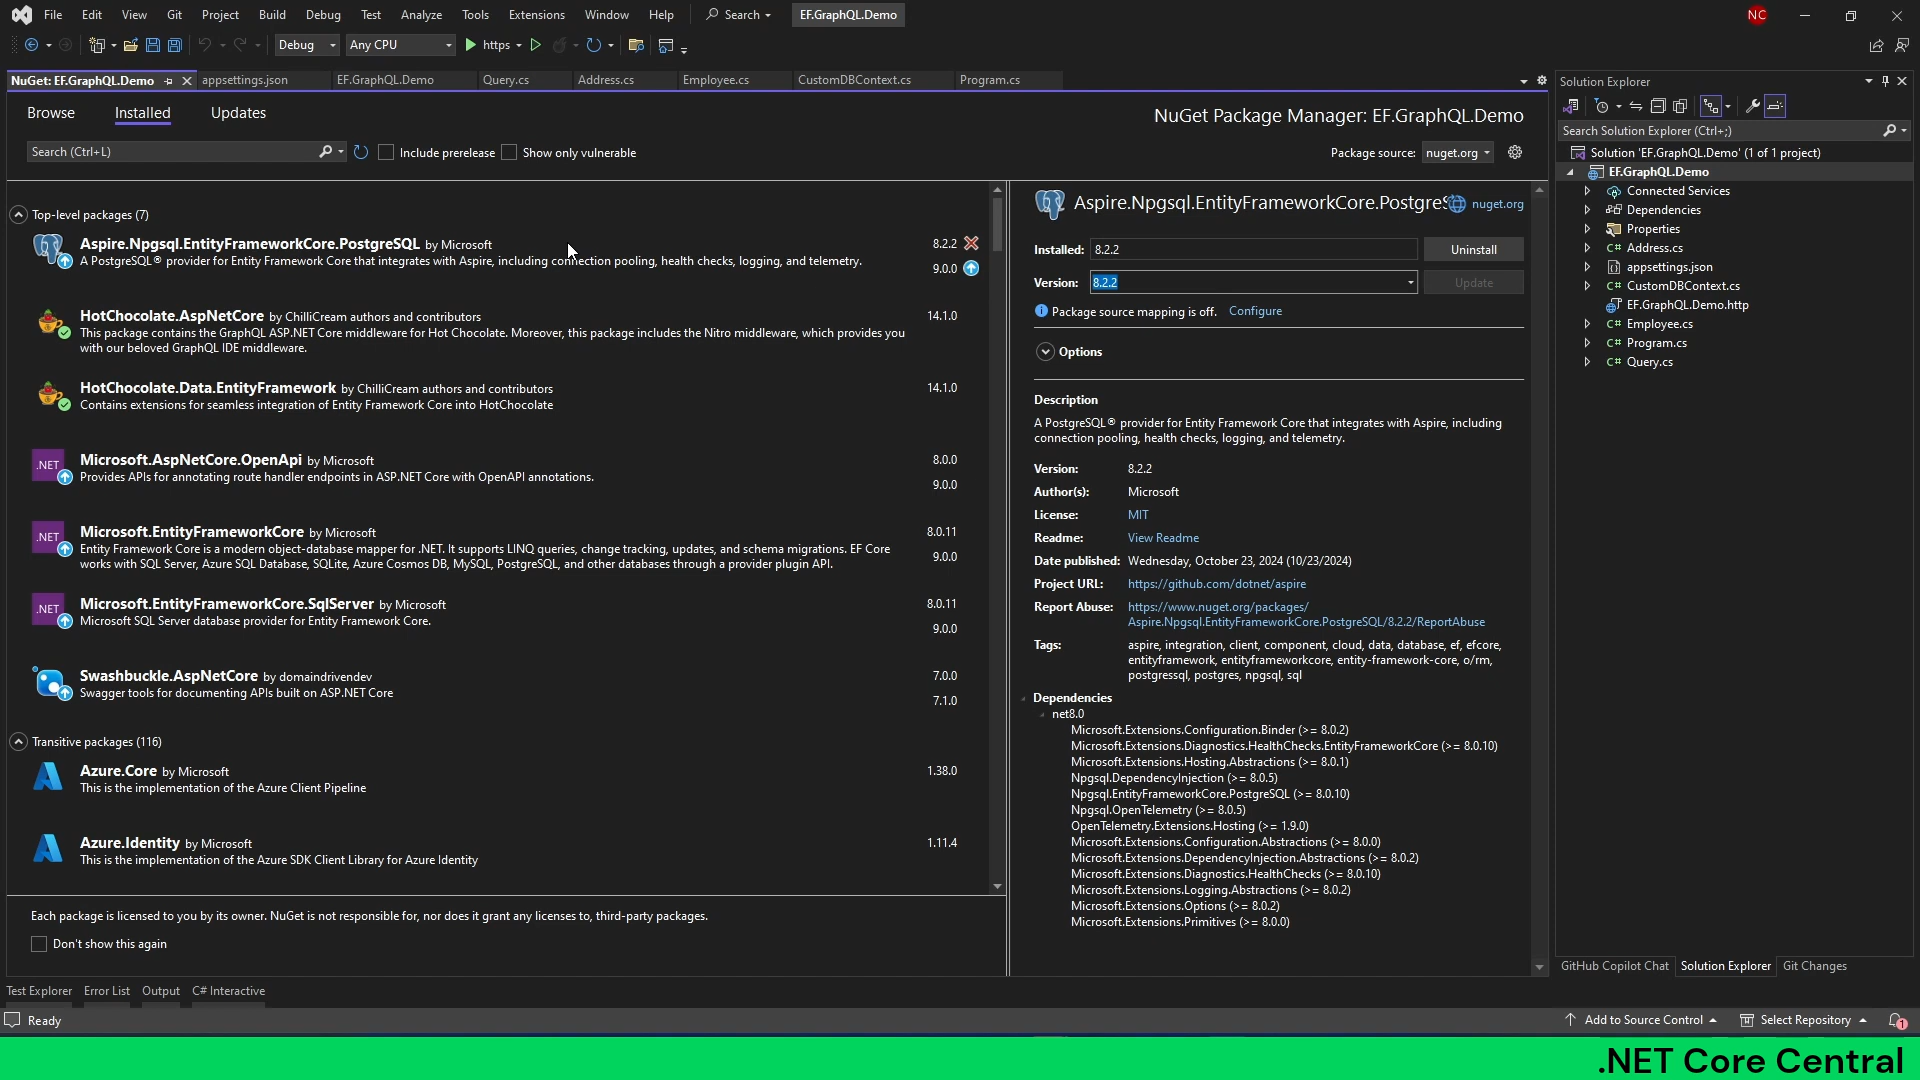 File Edit View Git Project Build Debug Test Analyze Tools Extensions Window Help Search EF.GraphQL.Demo NC
Debug Any CPU https
NuGet: EF.GraphQL.Demo appsettings.json EF.GraphQL.Demo Query.cs Address.cs Employee.cs CustomDBContext.cs Program.cs
Browse Installed Updates
NuGet Package Manager: EF.GraphQL.Demo
Search (Ctrl+L) Include prerelease Show only vulnerable
Package source: nuget.org
Top-level packages (7)
Aspire.Npgsql.EntityFrameworkCore.PostgreSQL by Microsoft 8.2.2
A PostgreSQL® provider for Entity Framework Core that integrates with Aspire, including connection pooling, health checks, logging, and telemetry. 9.0.0
HotChocolate.AspNetCore by ChilliCream authors and contributors 14.1.0
This package contains the GraphQL ASP.NET Core middleware for Hot Chocolate. Moreover, this package includes the Nitro middleware, which provides you
with our beloved GraphQL IDE middleware.
HotChocolate.Data.EntityFramework by ChilliCream authors and contributors 14.1.0
Contains extensions for seamless integration of Entity Framework Core into HotChocolate
.NET Microsoft.AspNetCore.OpenApi by Microsoft 8.0.0
Provides APIs for annotating route handler endpoints in ASP.NET Core with OpenAPI annotations. 9.0.0
.NET Microsoft.EntityFrameworkCore by Microsoft 8.0.11
Entity Framework Core is a modern object-database mapper for .NET. It supports LINQ queries, change tracking, updates, and schema migrations. EF Core 9.0.0
works with SQL Server, Azure SQL Database, SQLite, Azure Cosmos DB, MySQL, PostgreSQL, and other databases through a provider plugin API.
.NET Microsoft.EntityFrameworkCore.SqlServer by Microsoft 8.0.11
Microsoft SQL Server database provider for Entity Framework Core. 9.0.0
Swashbuckle.AspNetCore by domaindrivendev 7.0.0
Swagger tools for documenting APIs built on ASP.NET Core 7.1.0
Transitive packages (116)
Azure.Core by Microsoft 1.38.0
This is the implementation of the Azure Client Pipeline
Azure.Identity by Microsoft 1.11.4
This is the implementation of the Azure SDK Client Library for Azure Identity
Each package is licensed to you by its owner. NuGet is not responsible for, nor does it grant any licenses to, third-party packages.
Don't show this again
Aspire.Npgsql.EntityFrameworkCore.PostgreS nuget.org
Installed: 8.2.2 Uninstall
Version: 8.2.2 Update
Package source mapping is off. Configure
Options
Description
A PostgreSQL® provider for Entity Framework Core that integrates with Aspire, including
connection pooling, health checks, logging, and telemetry.
Version: 8.2.2
Author(s): Microsoft
License: MIT
Readme: View Readme
Date published: Wednesday, October 23, 2024 (10/23/2024)
Project URL: https://github.com/dotnet/aspire
Report Abuse: https://www.nuget.org/packages/
Aspire.Npgsql.EntityFrameworkCore.PostgreSQL/8.2.2/ReportAbuse
Tags: aspire, integration, client, component, cloud, data, database, ef, efcore,
entityframework, entityframeworkcore, entity-framework-core, o/rm,
postgressql, postgres, npgsql, sql
Dependencies
net8.0
Microsoft.Extensions.Configuration.Binder (>= 8.0.2)
Microsoft.Extensions.Diagnostics.HealthChecks.EntityFrameworkCore (>= 8.0.10)
Microsoft.Extensions.Hosting.Abstractions (>= 8.0.1)
Npgsql.DependencyInjection (>= 8.0.5)
Npgsql.EntityFrameworkCore.PostgreSQL (>= 8.0.10)
Npgsql.OpenTelemetry (>= 8.0.5)
OpenTelemetry.Extensions.Hosting (>= 1.9.0)
Microsoft.Extensions.Configuration.Abstractions (>= 8.0.0)
Microsoft.Extensions.DependencyInjection.Abstractions (>= 8.0.2)
Microsoft.Extensions.Diagnostics.HealthChecks (>= 8.0.10)
Microsoft.Extensions.Logging.Abstractions (>= 8.0.2)
Microsoft.Extensions.Options (>= 8.0.2)
Microsoft.Extensions.Primitives (>= 8.0.0)
Solution Explorer
Search Solution Explorer (Ctrl+;)
Solution 'EF.GraphQL.Demo' (1 of 1 project)
EF.GraphQL.Demo
Connected Services
Dependencies
Properties
C# Address.cs
appsettings.json
C# CustomDBContext.cs
EF.GraphQL.Demo.http
C# Employee.cs
C# Program.cs
C# Query.cs
GitHub Copilot Chat Solution Explorer Git Changes
Test Explorer Error List Output C# Interactive
Ready Add to Source Control Select Repository 1
.NET Core Central